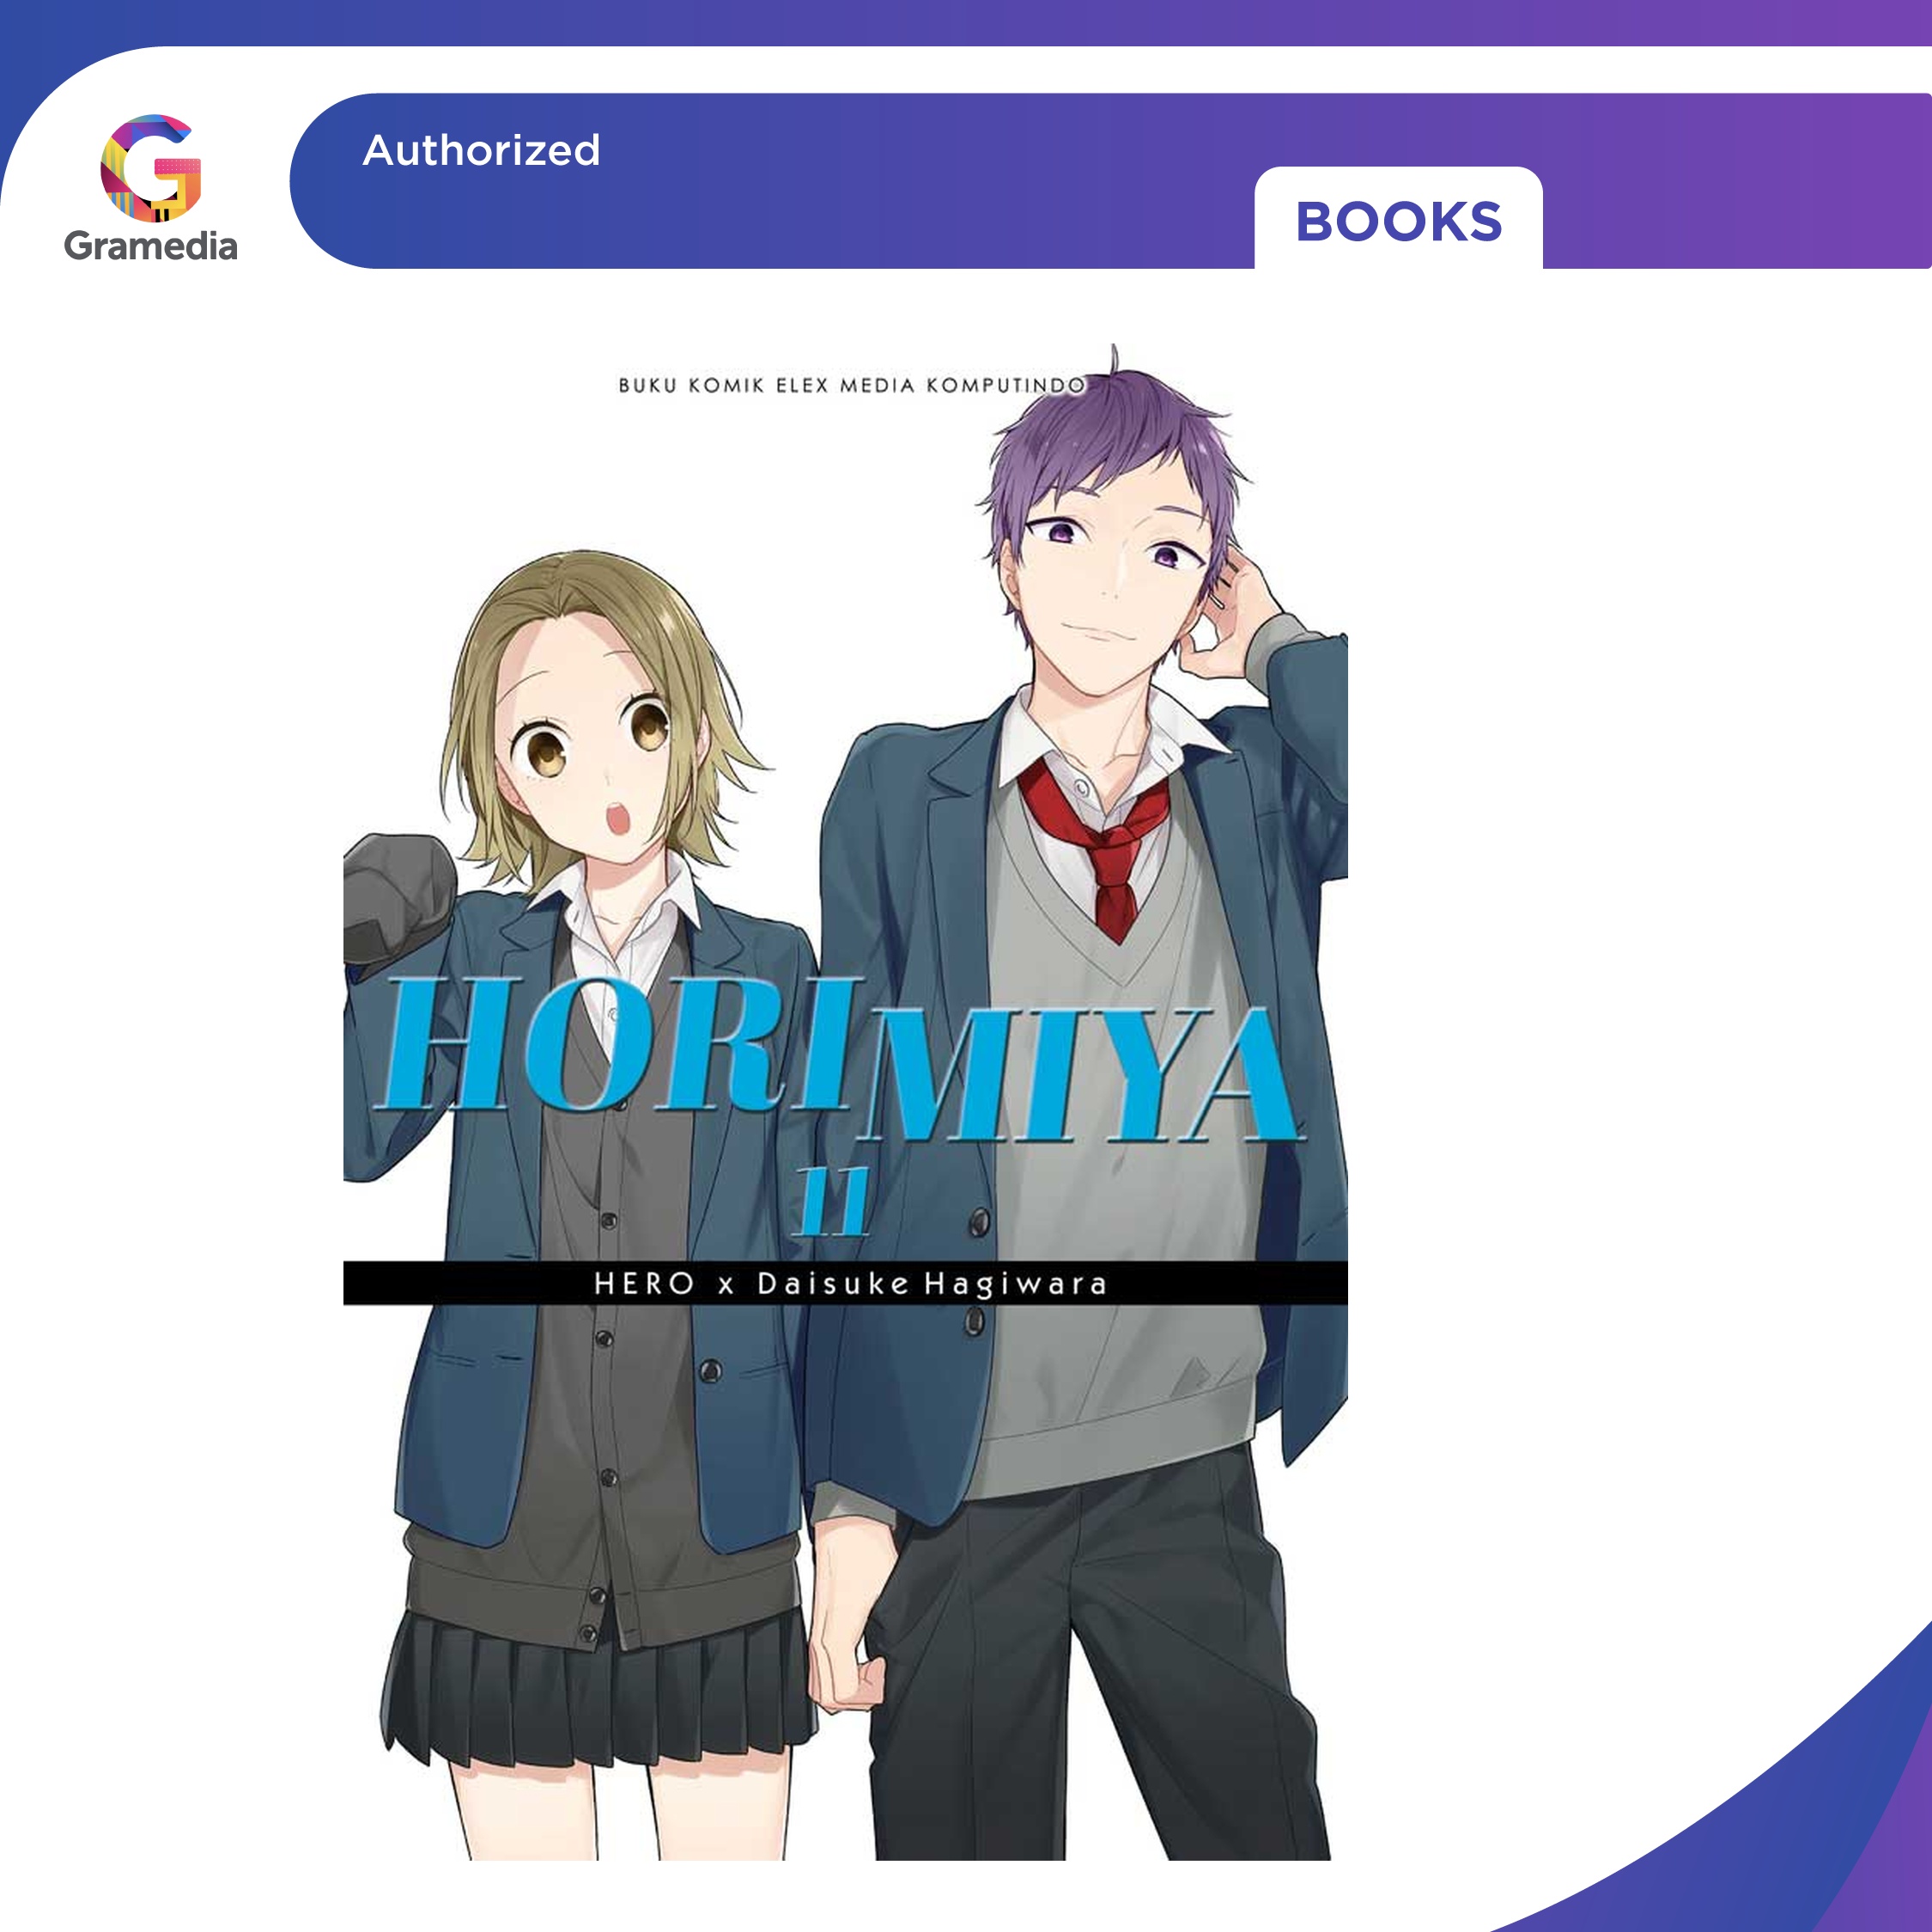 Authorized
Gramedia
BOOKS
BUKU KOMIK ELEX MEDIA KOMPUTINDO
HORIMIYA
11
HERO x Daisuke Hagiwara